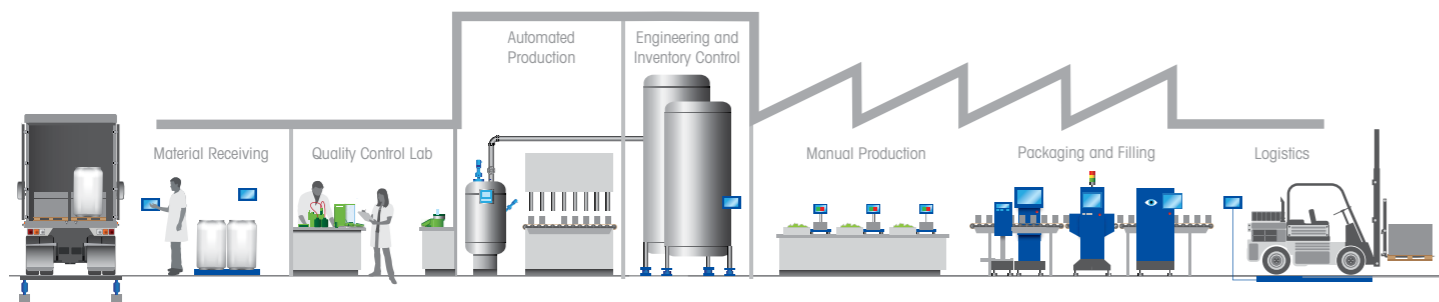 Material Receiving
Quality Control Lab
Automated
Production
Engineering and
Inventory Control
Manual Production
Packaging and Filling
Logistics